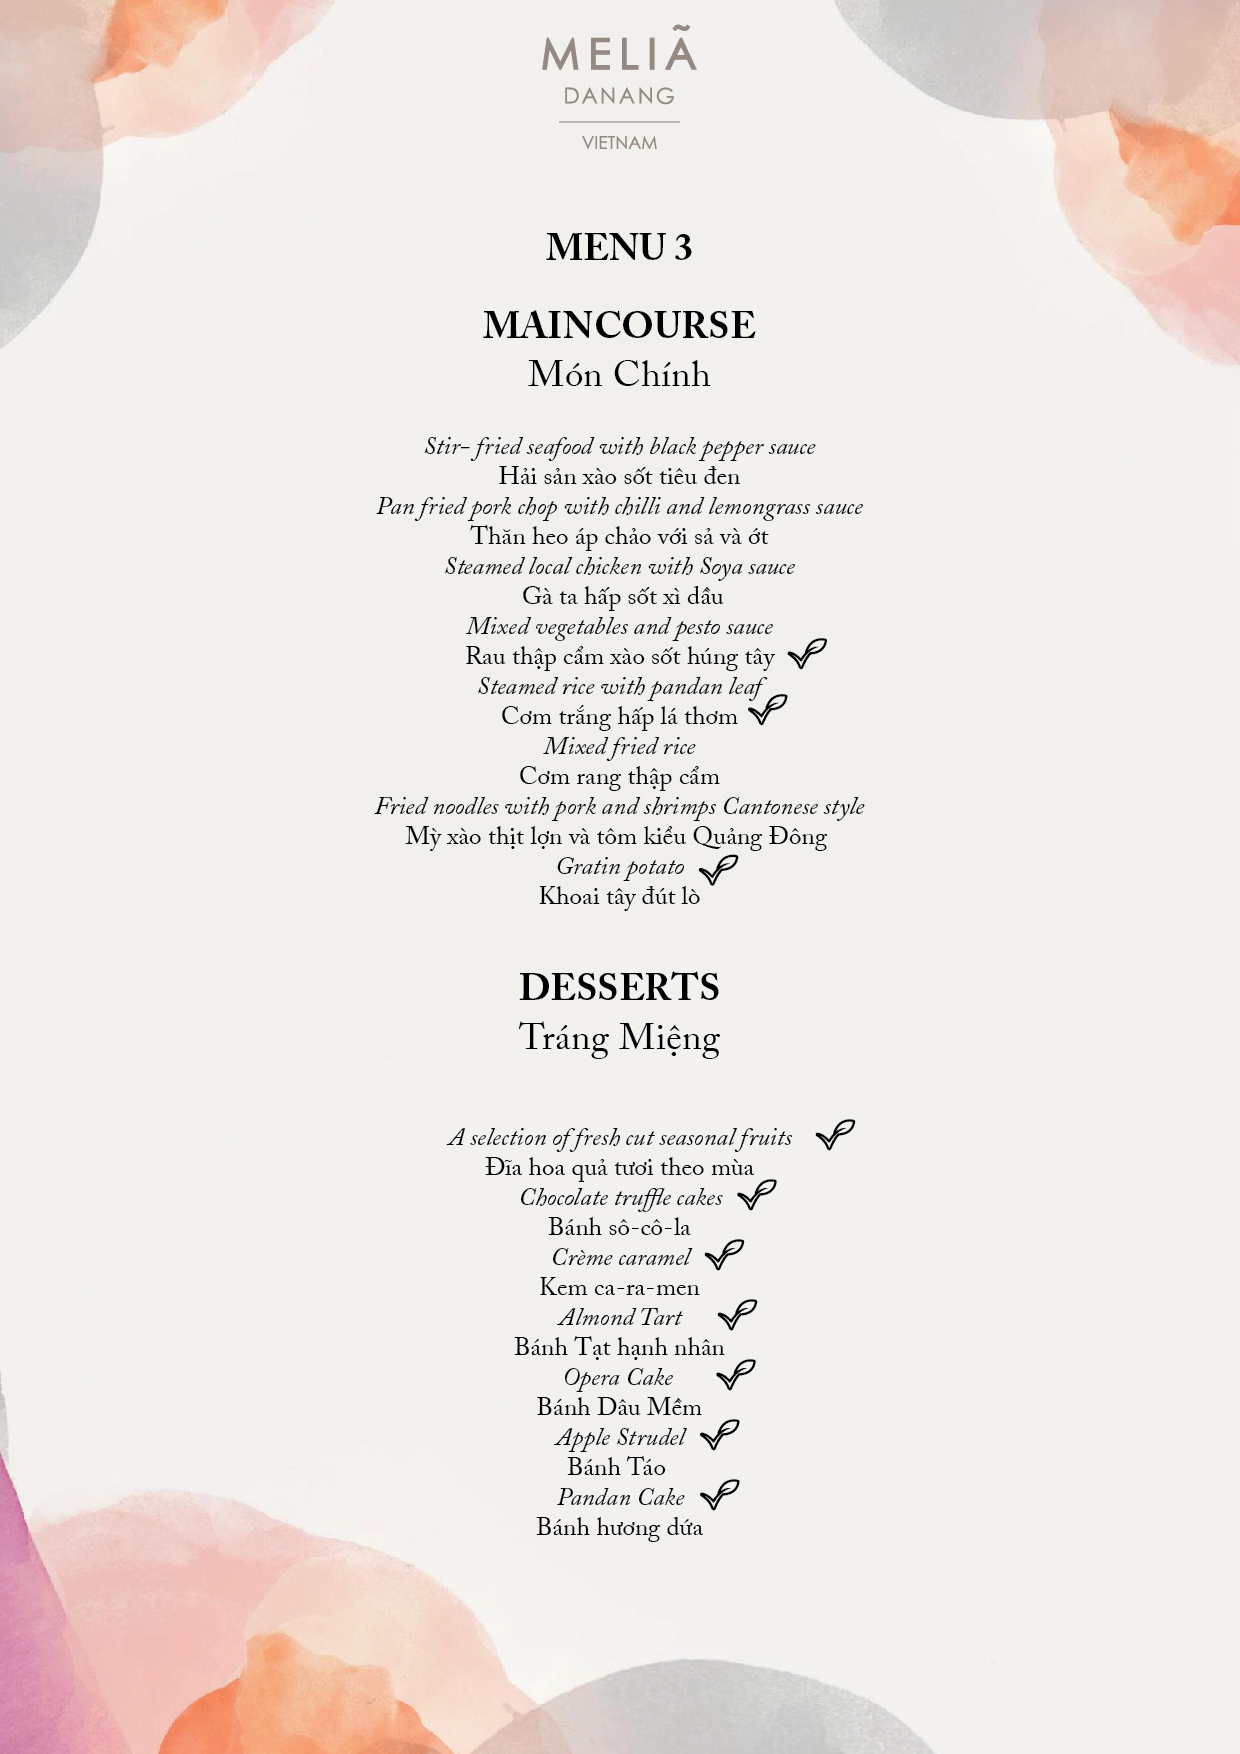 MELIÃ
DANANG
VIETNAM
MENU 3
MAINCOURSE
Món Chính
Stir- fried seafood with black pepper sauce
Hải sản xào sốt tiêu đen
Pan fried pork chop with chilli and lemongrass sauce
Thăn heo áp chảo với sả và ớt
Steamed local chicken with Soya sauce
Gà ta hấp sốt xì dầu
Mixed vegetables and pesto sauce
Rau thập cẩm xào sốt húng tây
Steamed rice with pandan leaf
Cơm trắng hấp lá thơm
Mixed fried rice
Cơm rang thập cẩm
Fried noodles with pork and shrimps Cantonese style
Mỳ xào thịt lợn và tôm kiểu Quảng Đông
Gratin potato
Khoai tây đút lò
DESSERTS
Tráng Miệng
A selection of fresh cut seasonal fruits
Đĩa hoa quả tươi theo mùa
Chocolate truffle cakes
Bánh sô-cô-la
Crème caramel
Kem ca-ra-men
Almond Tart
Bánh Tạt hạnh nhân
Opera Cake
Bánh Dâu Mềm
Apple Strudel
Bánh Táo
Pandan Cake
Bánh hương dứa